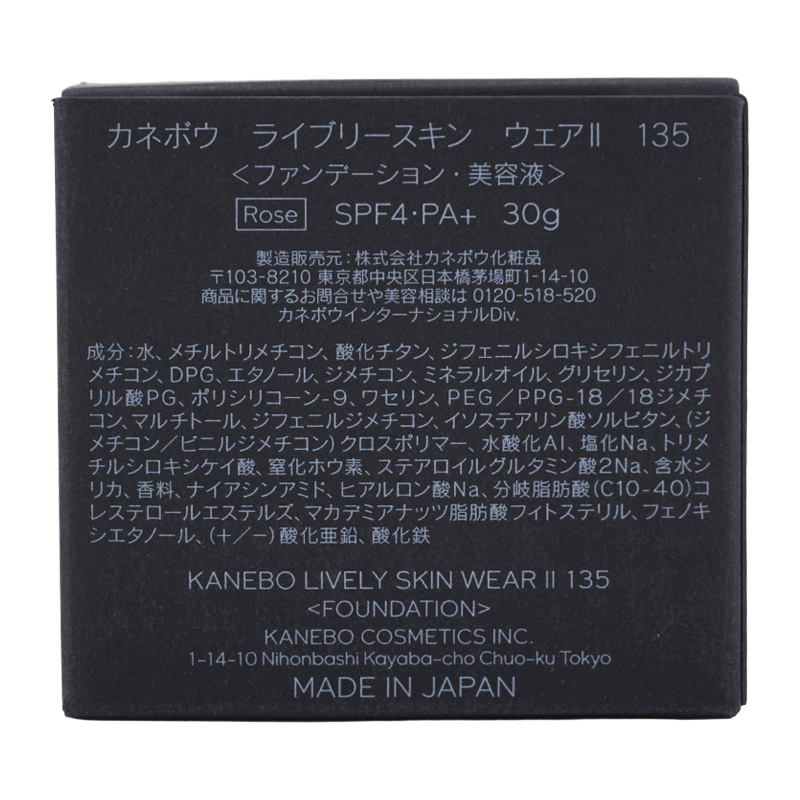 カネボウ ライブリースキン ウェアⅡ 135
＜ファンデーション・美容液＞
Rose SPF4・PA+ 30g
製造販売元：株式会社カネボウ化粧品
〒103-8210 東京都中央区日本橋茅場町1-14-10
商品に関するお問合せや美容相談は 0120-518-520
カネボウインターナショナルDiv.
成分：水、メチルトリメチコン、酸化チタン、ジフェニルシロキシフェニルトリ
メチコン、DPG、エタノール、ジメチコン、ミネラルオイル、グリセリン、ジカプ
リル酸PG、ポリシリコーン-9、ワセリン、PEG／PPG-18／18ジメチ
コン、マルチトール、ジフェニルジメチコン、イソステアリン酸ソルビタン、（ジ
メチコン／ビニルジメチコン）クロスポリマー、水酸化Al、塩化Na、トリメ
チルシロキシケイ酸、窒化ホウ素、ステアロイルグルタミン酸2Na、含水シ
リカ、香料、ナイアシンアミド、ヒアルロン酸Na、分岐脂肪酸（C10-40）コ
レステロールエステルズ、マカデミアナッツ脂肪酸フィトステリル、フェノキ
シエタノール、（+／−）酸化亜鉛、酸化鉄
KANEBO LIVELY SKIN WEAR II 135
<FOUNDATION>
KANEBO COSMETICS INC.
1-14-10 Nihonbashi Kayaba-cho Chuo-ku Tokyo
MADE IN JAPAN